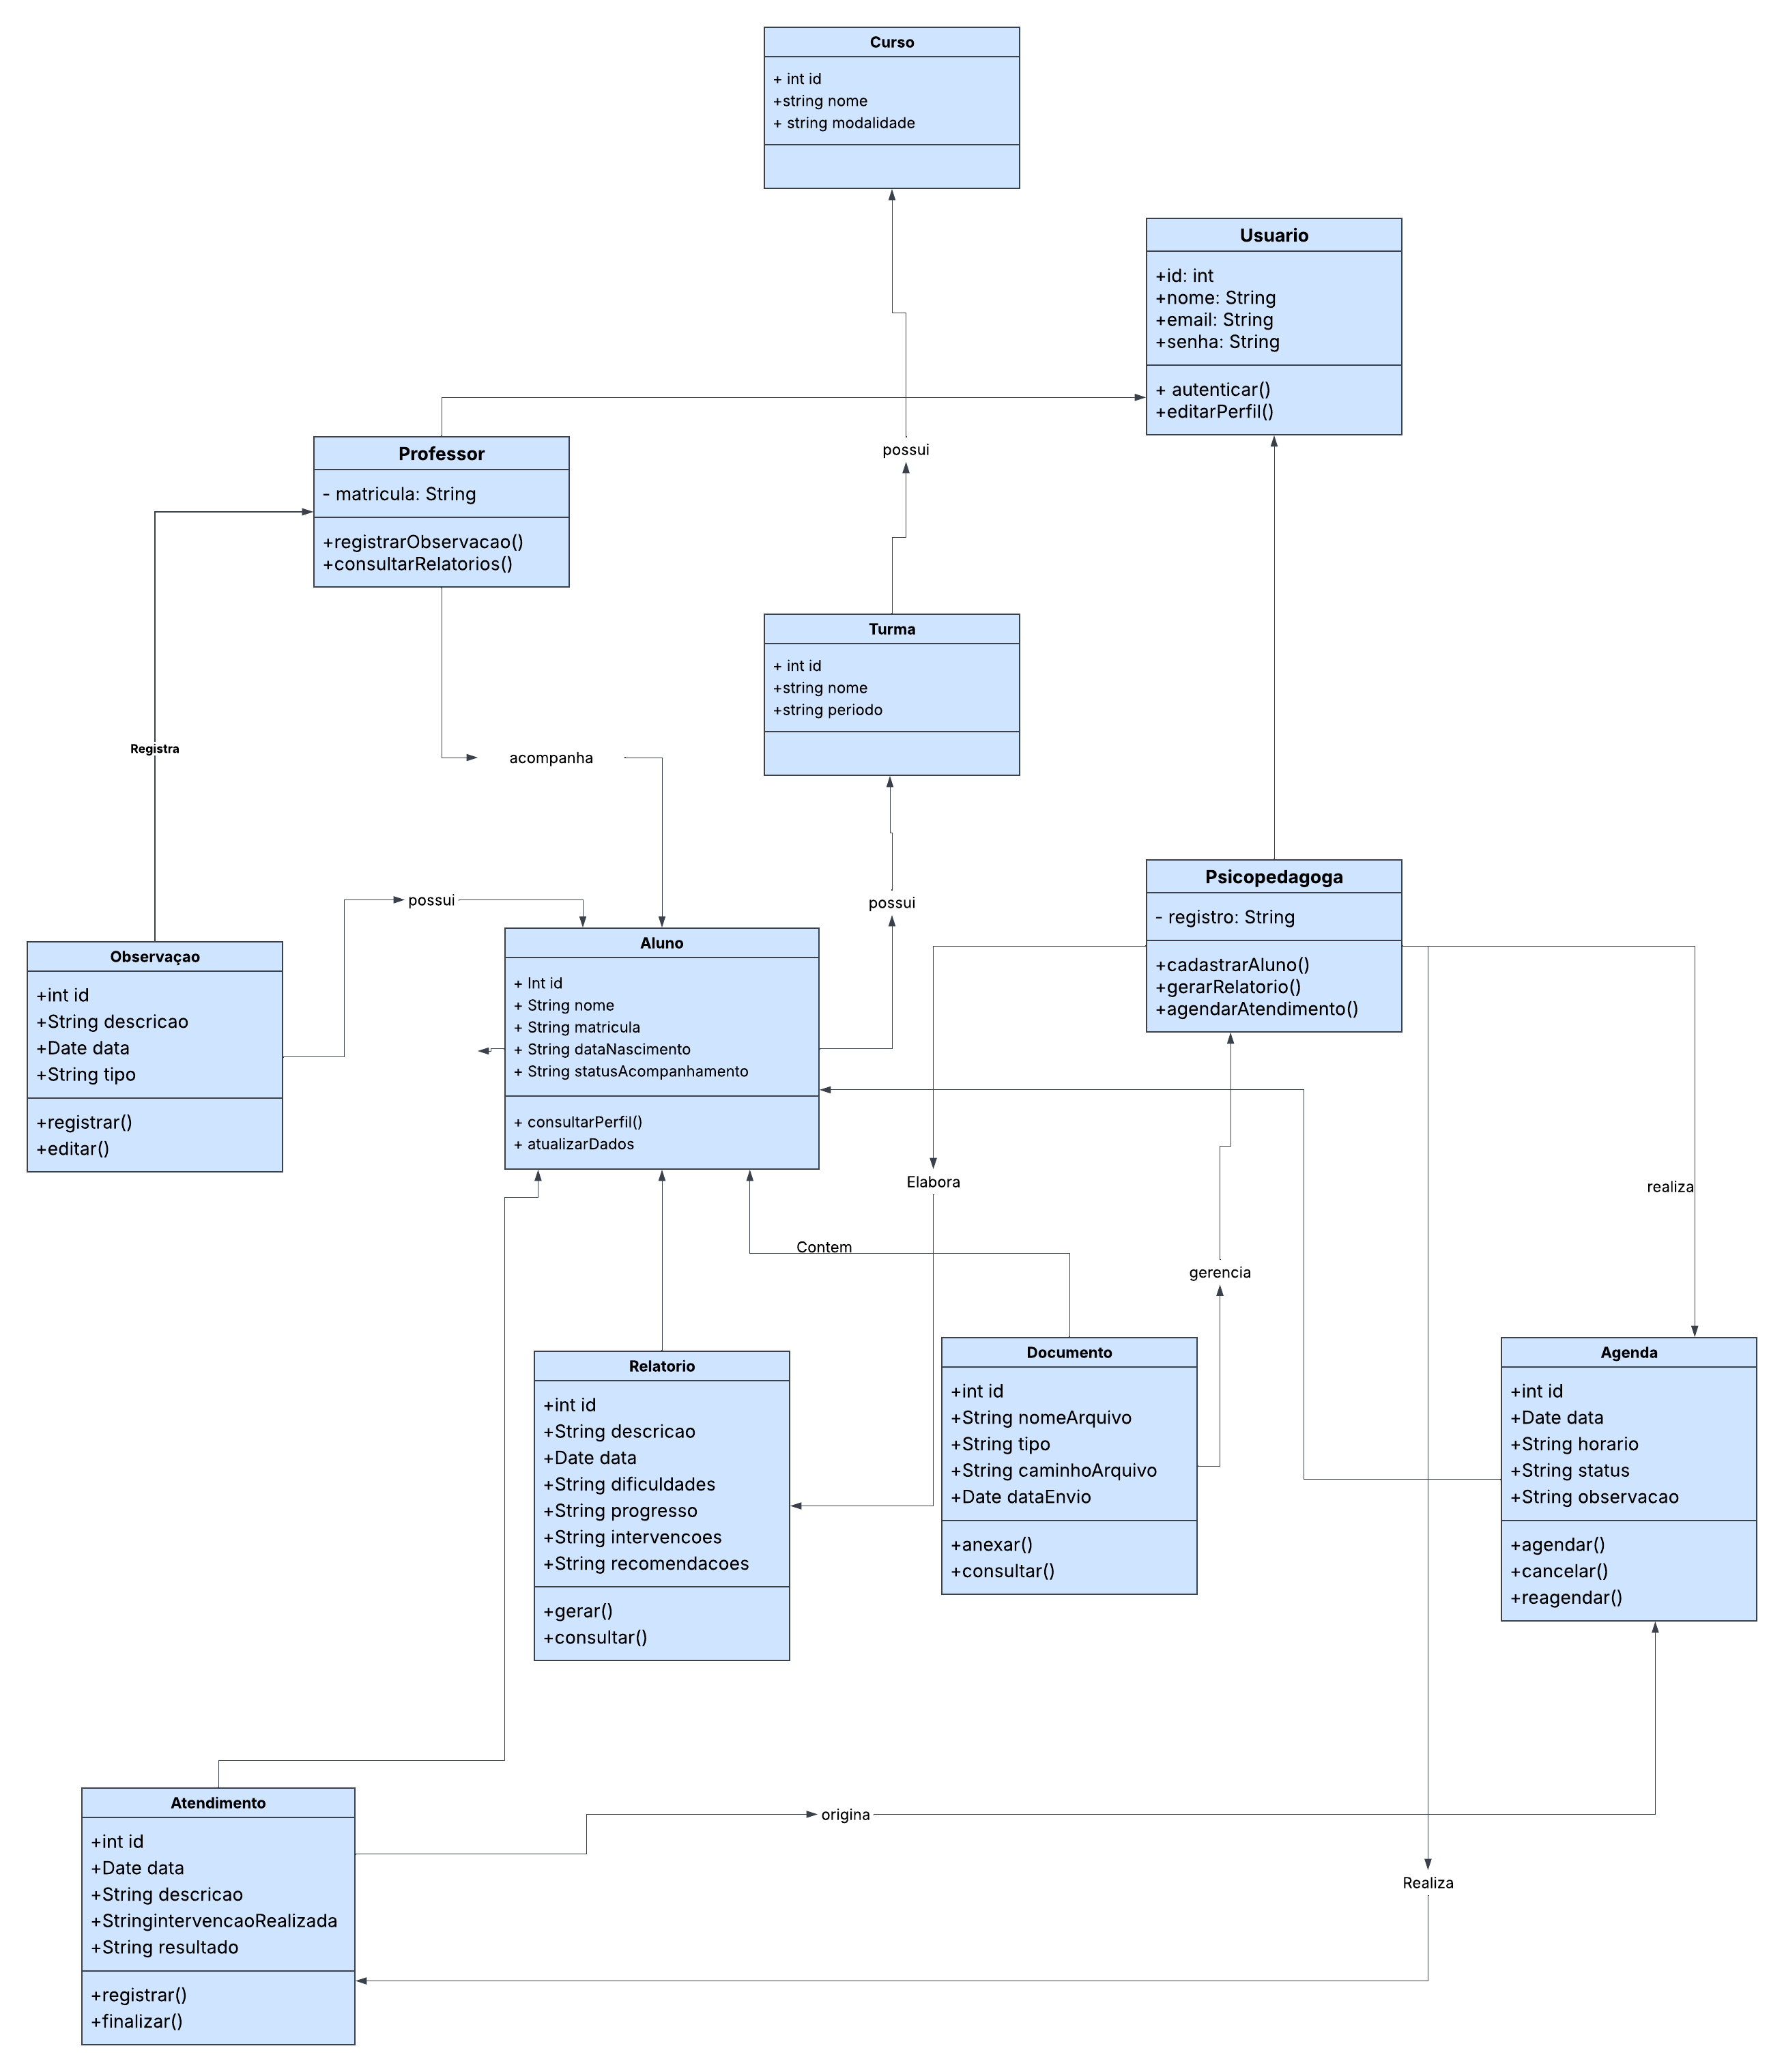 Curso
+ int id
+string nome
+ string modalidade
Usuario
+id: int
+nome: String
+email: String
+senha: String
+ autenticar()
+editarPerfil()
possui
Professor
- matricula: String
+registrarObservacao()
+consultarRelatorios()
Turma
+ int id
+string nome
+string periodo
Registra
acompanha
possui
possui
Psicopedagoga
- registro: String
+cadastrarAluno()
+gerarRelatorio()
+agendarAtendimento()
Observaçao
+int id
+String descricao
+Date data
+String tipo
+registrar()
+editar()
Aluno
+ Int id
+ String nome
+ String matricula
+ String dataNascimento
+ String statusAcompanhamento
+ consultarPerfil()
+ atualizarDados
Elabora
realiza
Contem
gerencia
Relatorio
+int id
+String descricao
+Date data
+String dificuldades
+String progresso
+String intervencoes
+String recomendacoes
+gerar()
+consultar()
Documento
+int id
+String nomeArquivo
+String tipo
+String caminhoArquivo
+Date dataEnvio
+anexar()
+consultar()
Agenda
+int id
+Date data
+String horario
+String status
+String observacao
+agendar()
+cancelar()
+reagendar()
Atendimento
+int id
+Date data
+String descricao
+StringintervencaoRealizada
+String resultado
+registrar()
+finalizar()
origina
Realiza